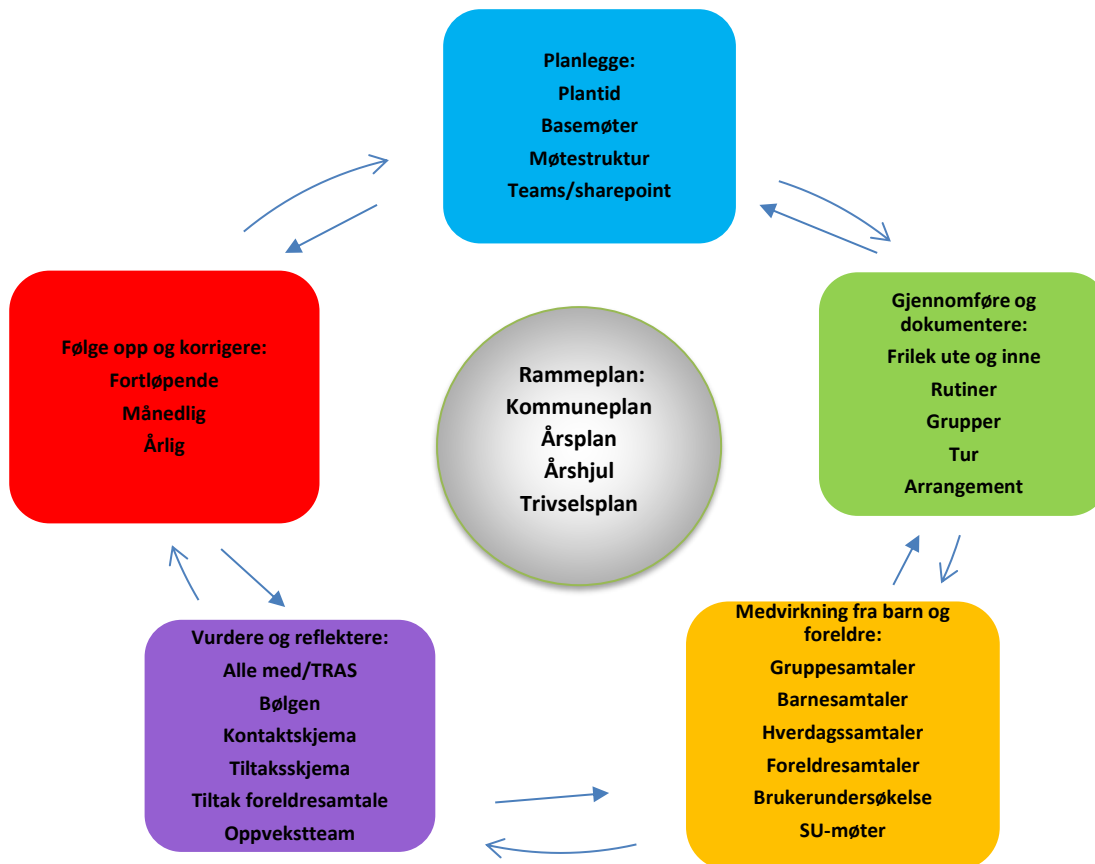 Planlegge:
Plantid
Basemøter
Møtestruktur
Teams/sharepoint
Gjennomføre og
dokumentere:
Frilek ute og inne
Rutiner
Grupper
Tur
Arrangement
Medvirkning fra barn og
foreldre:
Gruppesamtaler
Barnesamtaler
Hverdagssamtaler
Foreldresamtaler
Brukerundersøkelse
SU-møter
Vurdere og reflektere:
Alle med/TRAS
Bølgen
Kontaktskjema
Tiltaksskjema
Tiltak foreldresamtale
Oppvekstteam
Følge opp og korrigere:
Fortløpende
Månedlig
Årlig
Rammeplan:
Kommuneplan
Årsplan
Årshjul
Trivselsplan